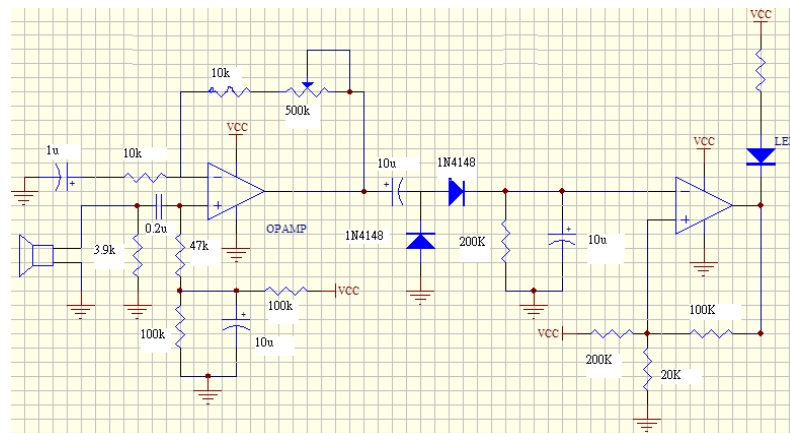 VCC
10k
500k
1u
10k
VCC
10u
1N4148
VCC
LE
0.2u
OPAMP
3.9k
47k
1N4148
200K
10u
100k
VCC
100k
10u
100K
VCC
200K
20K